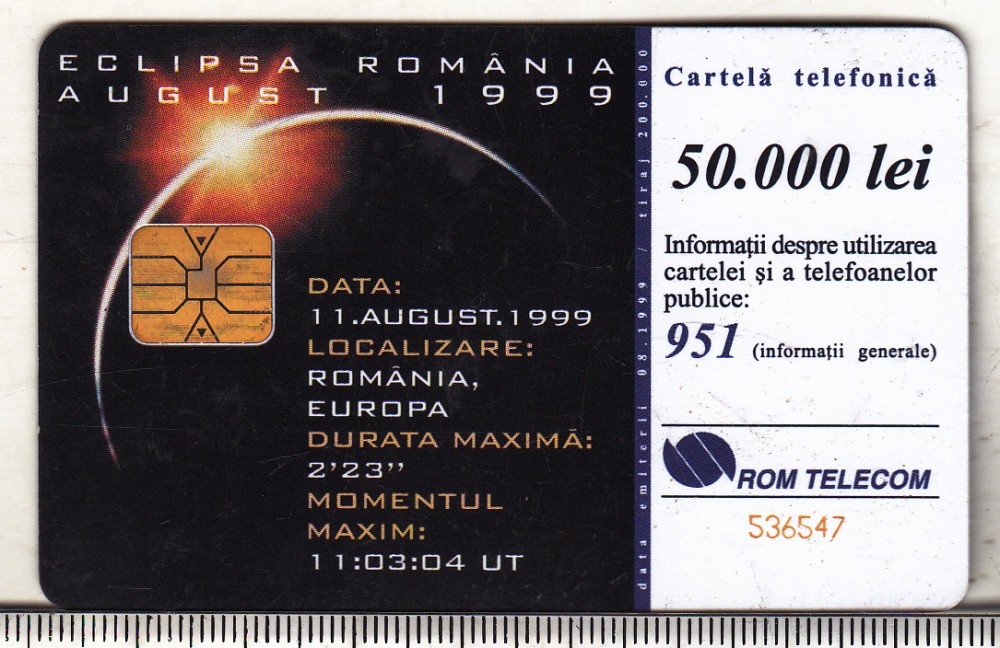 ECLIPSA ROMÂNIA
AUGUST 1999
DATA:
11.AUGUST.1999
LOCALIZARE:
ROMÂNIA,
EUROPA
DURATA MAXIMĂ:
2'23''
MOMENTUL
MAXIM:
11:03:04 UT
data emiterii 08.1999 / tiraj 200.000
Cartelă telefonică
50.000 lei
Informaţii despre utilizarea
cartelei şi a telefoanelor
publice:
951 (informaţii generale)
ROM TELECOM
536547